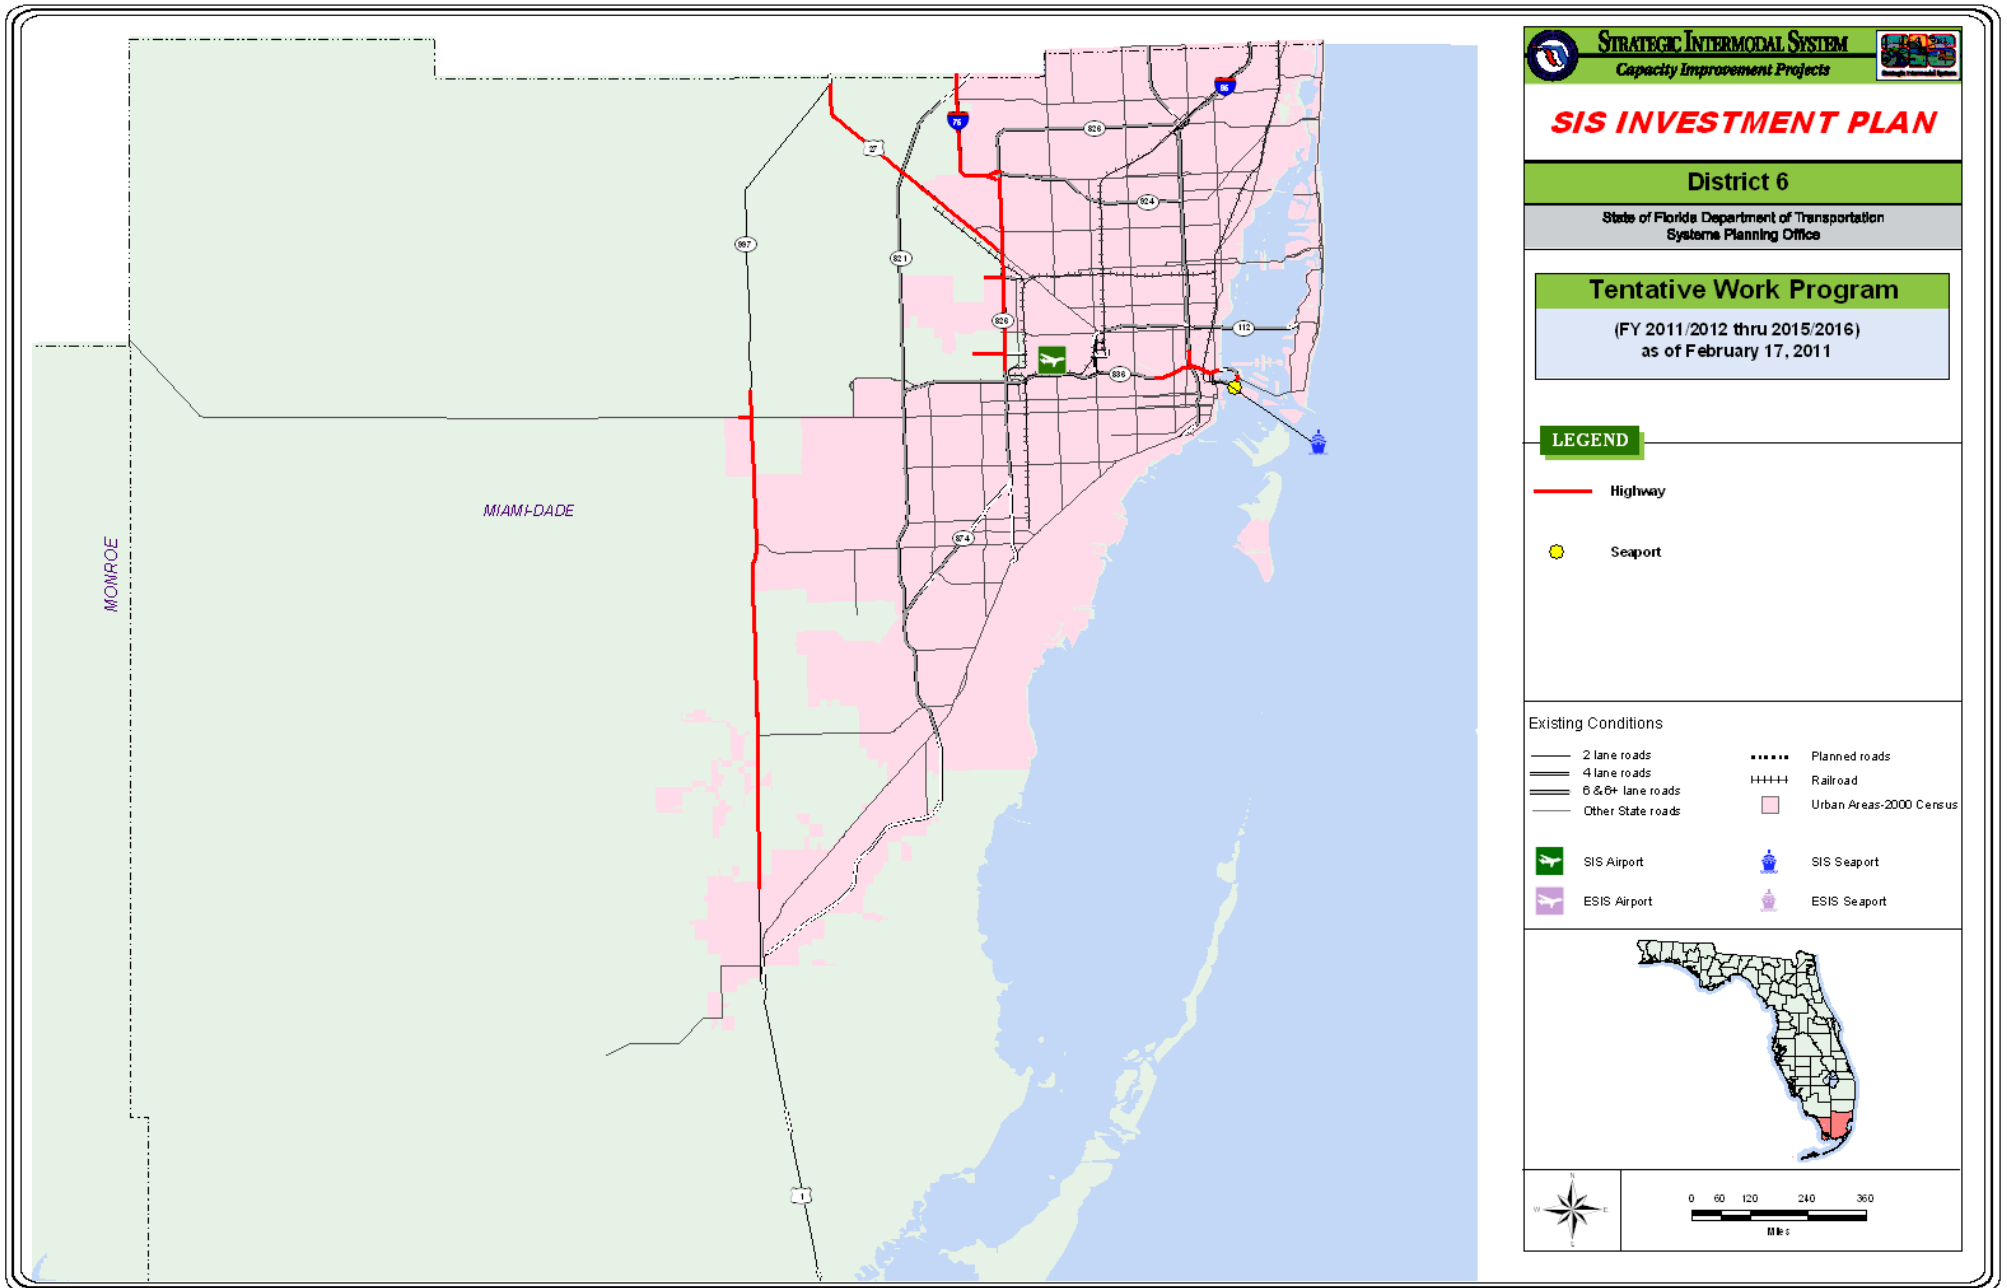 STRATEGIC INTERMODAL SYSTEM
Capacity Improvement Projects
SIS INVESTMENT PLAN
District 6
State of Florida Department of Transportation
Systems Planning Office
Tentative Work Program
(FY 2011/2012 thru 2015/2016)
as of February 17, 2011
LEGEND
Highway
Seaport
Existing Conditions
2 lane roads
4 lane roads
6 & 6+ lane roads
Other State roads
Planned roads
Railroad
Urban Areas-2000 Census
SIS Airport
SIS Seaport
ESIS Airport
ESIS Seaport
N
W
E
0 60 120 240 360
Miles
MONROE
MIAMI-DADE
27
75
95
826
924
997
821
826
112
836
874
1